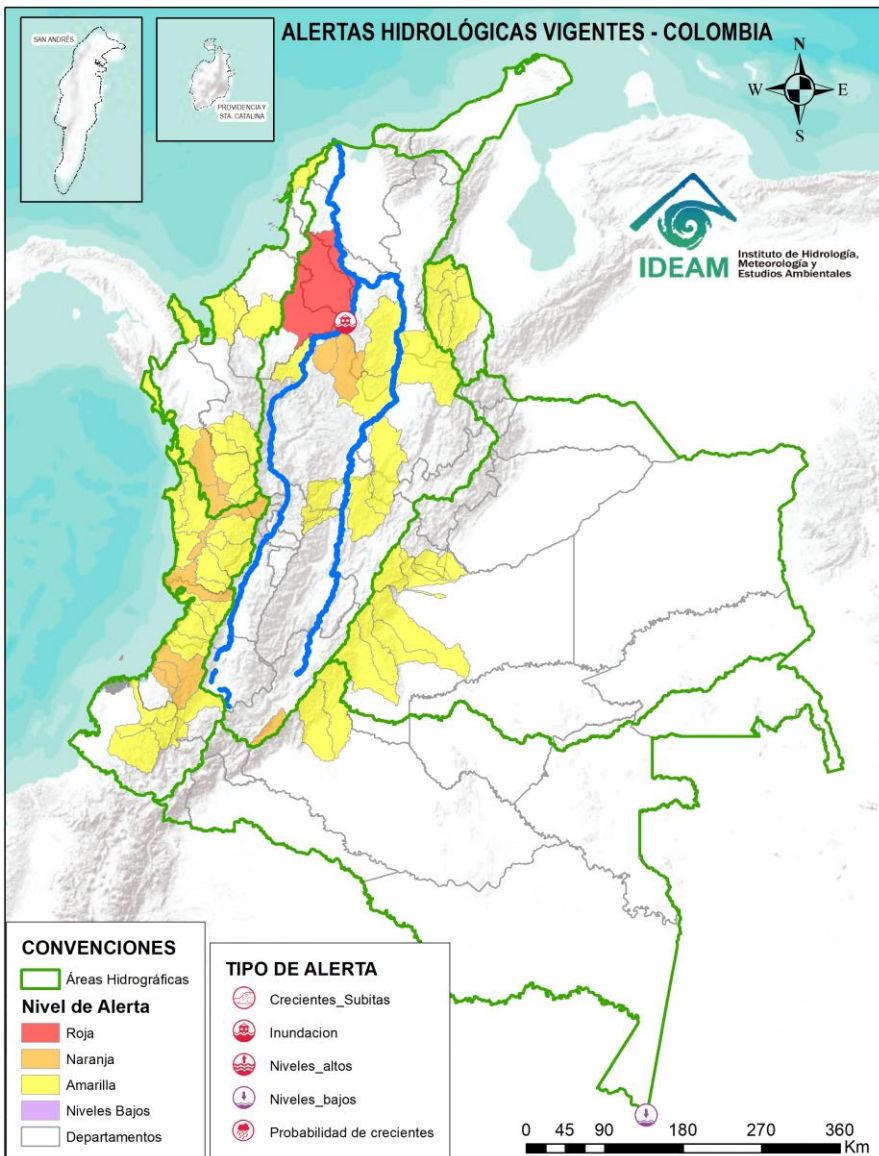 ALERTAS HIDROLÓGICAS VIGENTES - COLOMBIA
SAN ANDRÉS
PROVIDENCIA Y
STA. CATALINA
N
W
E
S
IDEAM
Instituto de Hidrología,
Meteorología y
Estudios Ambientales
CONVENCIONES
Áreas Hidrográficas
Nivel de Alerta
Roja
Naranja
Amarilla
Niveles Bajos
Departamentos
TIPO DE ALERTA
Crecientes_Subitas
Inundacion
Niveles_altos
Niveles_bajos
Probabilidad de crecientes
0 45 90 180 270 360
Km